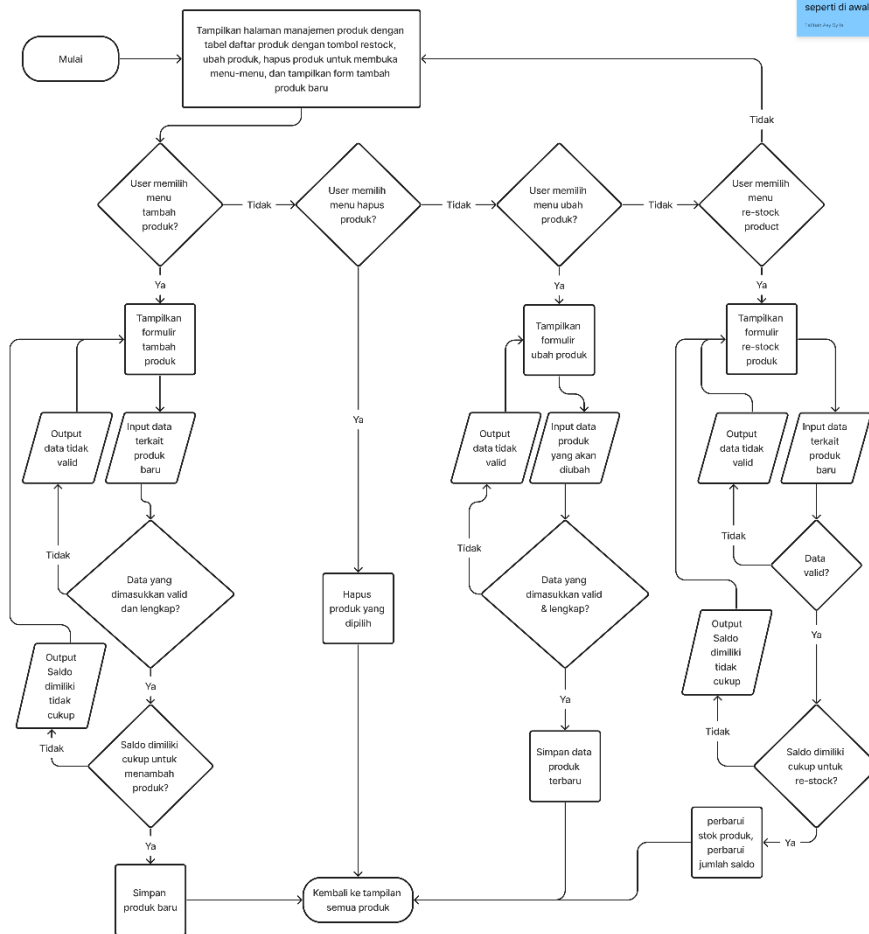 seperti di awal
Mulai
Tampilkan halaman manajemen produk dengan
tabel daftar produk dengan tombol restock,
ubah produk, hapus produk untuk membuka
menu-menu, dan tampilkan form tambah
produk baru
Tidak
User memilih
menu
tambah
produk?
Tidak
User memilih
menu hapus
produk?
Tidak
User memilih
menu ubah
produk?
Tidak
User memilih
menu
re-stock
product
Ya
Ya
Ya
Tampilkan
formulir
tambah
produk
Tampilkan
formulir
ubah produk
Tampilkan
formulir
re-stock
produk
Ya
Output
data tidak
valid
Input data
terkait
produk
baru
Output
data tidak
valid
Input data
produk
yang akan
diubah
Output
data tidak
valid
Input data
terkait
produk
baru
Tidak
Data yang
dimasukkan valid
dan lengkap?
Hapus
produk yang
dipilih
Tidak
Data yang
dimasukkan valid
& lengkap?
Tidak
Data
valid?
Ya
Output
Saldo
dimiliki
tidak
cukup
Ya
Ya
Output
Saldo
dimiliki
tidak cukup
Tidak
Saldo dimiliki
cukup untuk
menambah
produk?
Simpan data
produk
terbaru
Tidak
Saldo dimiliki
cukup untuk
re-stock?
Ya
Ya
perbarui
stok produk,
perbarui
jumlah saldo
Simpan
produk baru
Kembali ke tampilan
semua produk